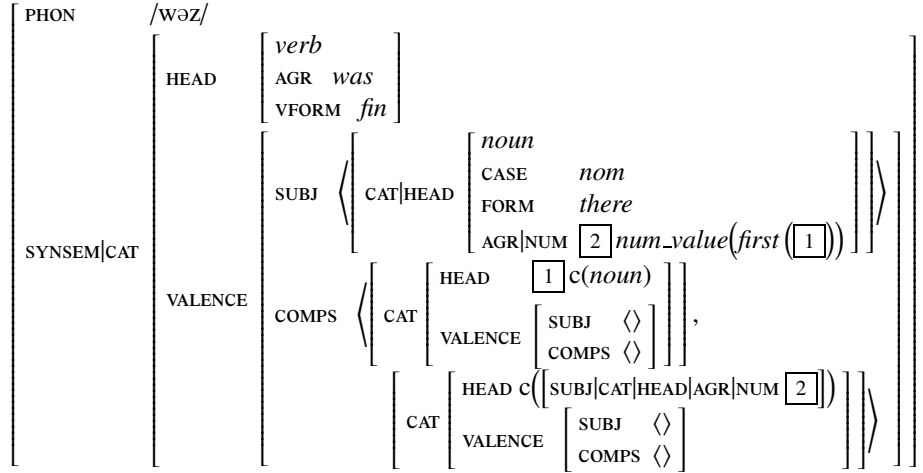 PHON /wəz/
verb
HEAD AGR was
VFORM fin
noun
CASE nom
SUBJ ⟨ CAT|HEAD FORM there ⟩
AGR|NUM 2 num_value(first(1))
SYNSEM|CAT
HEAD 1 c(noun)
VALENCE COMPS ⟨ CAT SUBJ ⟨⟩ ,
VALENCE COMPS ⟨⟩
HEAD c([SUBJ|CAT|HEAD|AGR|NUM 2])
CAT SUBJ ⟨⟩ ⟩
VALENCE COMPS ⟨⟩